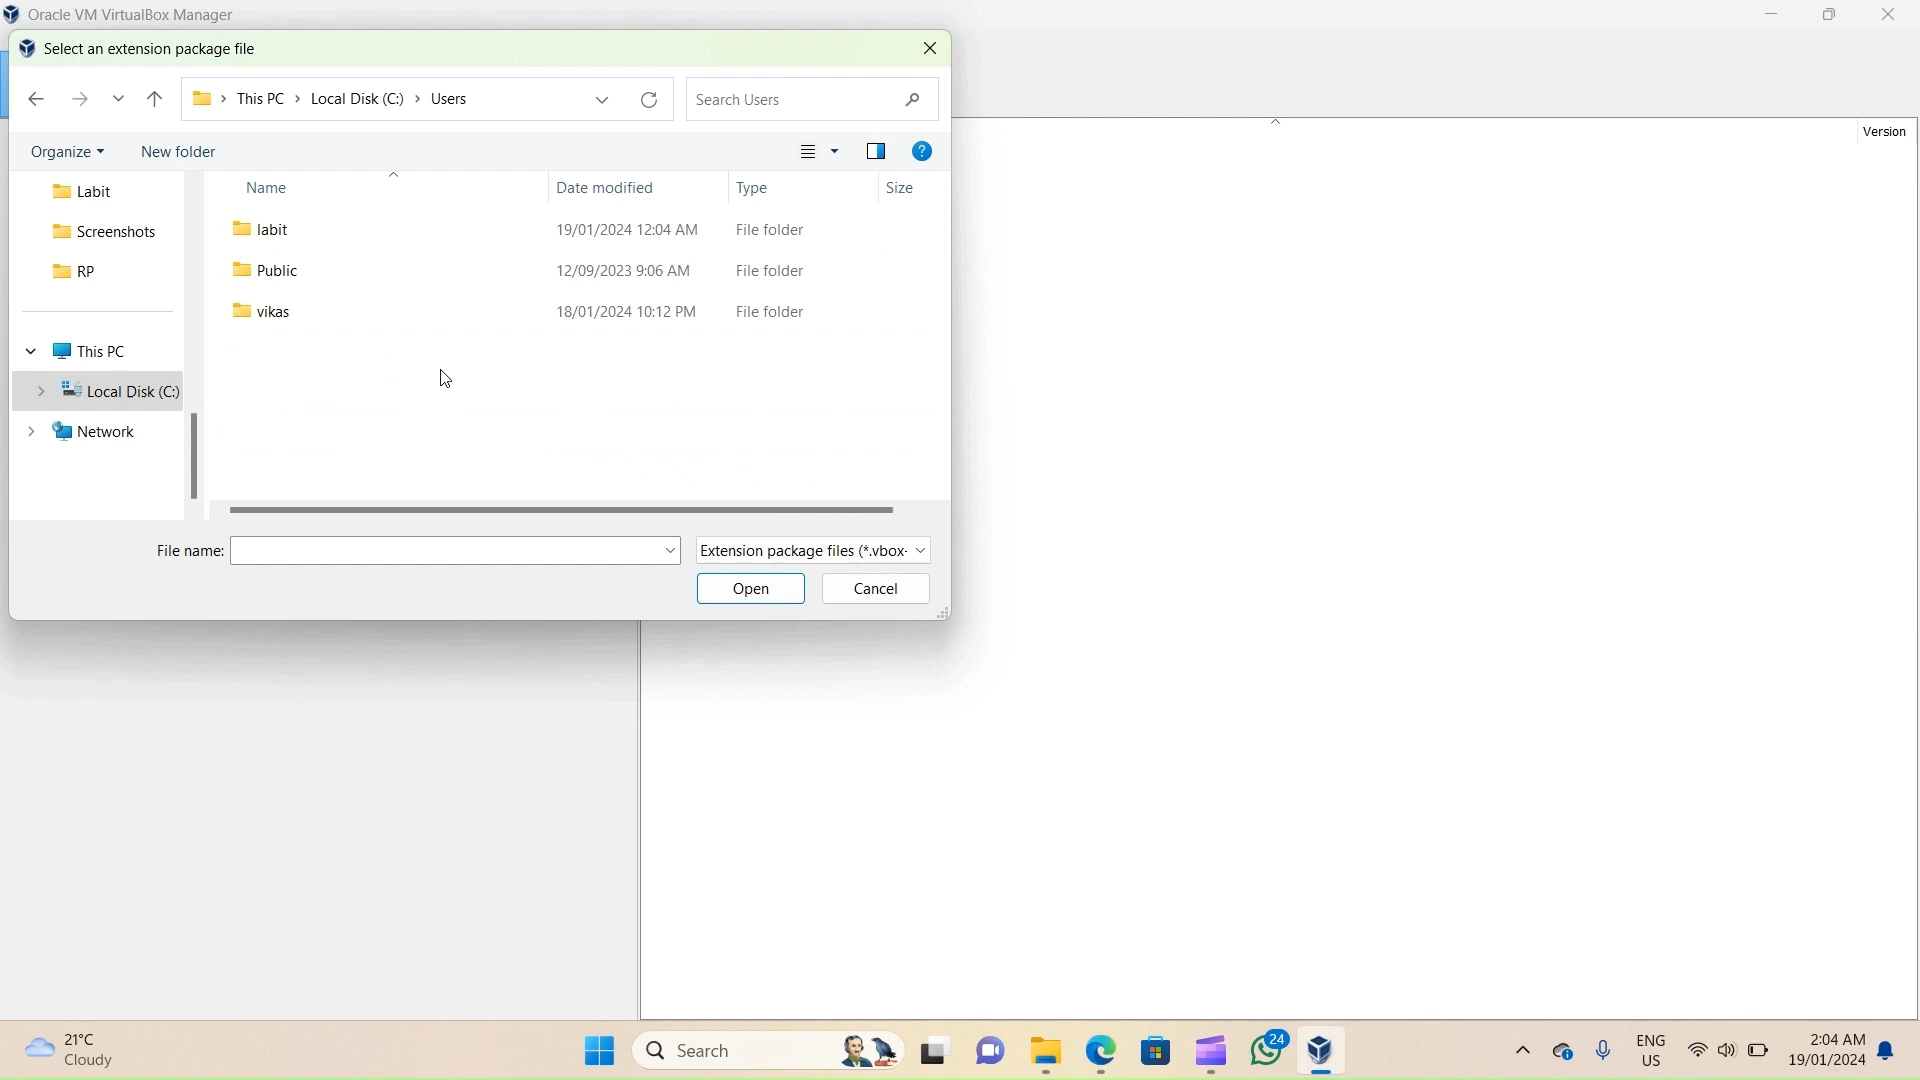 Oracle VM VirtualBox Manager
Select an extension package file
This PC > Local Disk (C:) > Users
Search Users
Organize
New folder
Version
Name
Date modified
Type
Size
Labit
Screenshots
RP
This PC
Local Disk (C:)
Network
labit 19/01/2024 12:04 AM File folder
Public 12/09/2023 9:06 AM File folder
vikas 18/01/2024 10:12 PM File folder
File name:
Extension package files (*.vbox-
Open
Cancel
21°C
Cloudy
Search
24
ENG
US
2:04 AM
19/01/2024